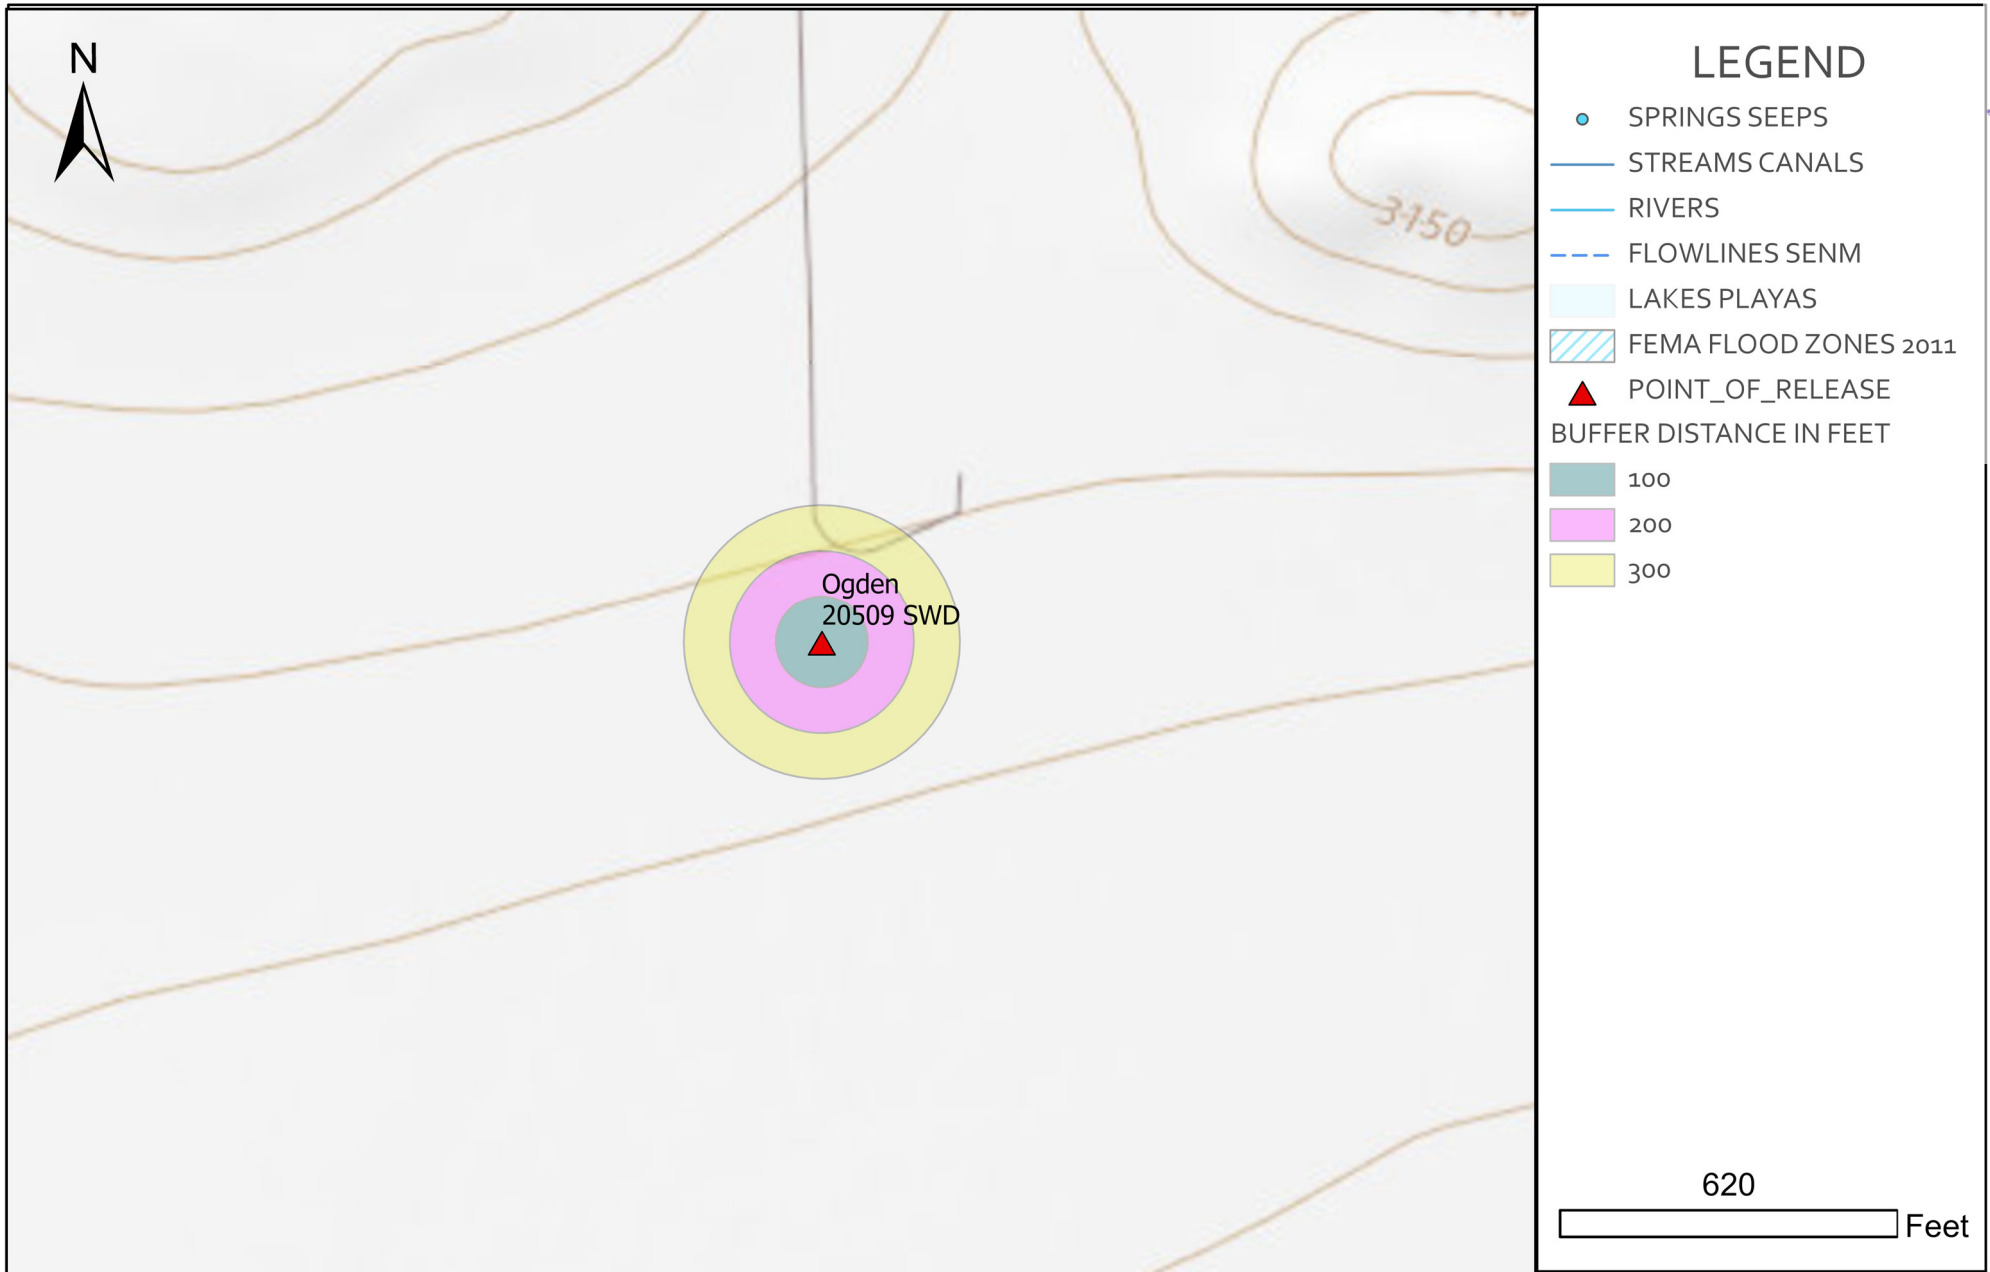 N
3150
Ogden
20509 SWD
LEGEND
SPRINGS SEEPS
STREAMS CANALS
RIVERS
FLOWLINES SENM
LAKES PLAYAS
FEMA FLOOD ZONES 2011
POINT_OF_RELEASE
BUFFER DISTANCE IN FEET
100
200
300
620
Feet